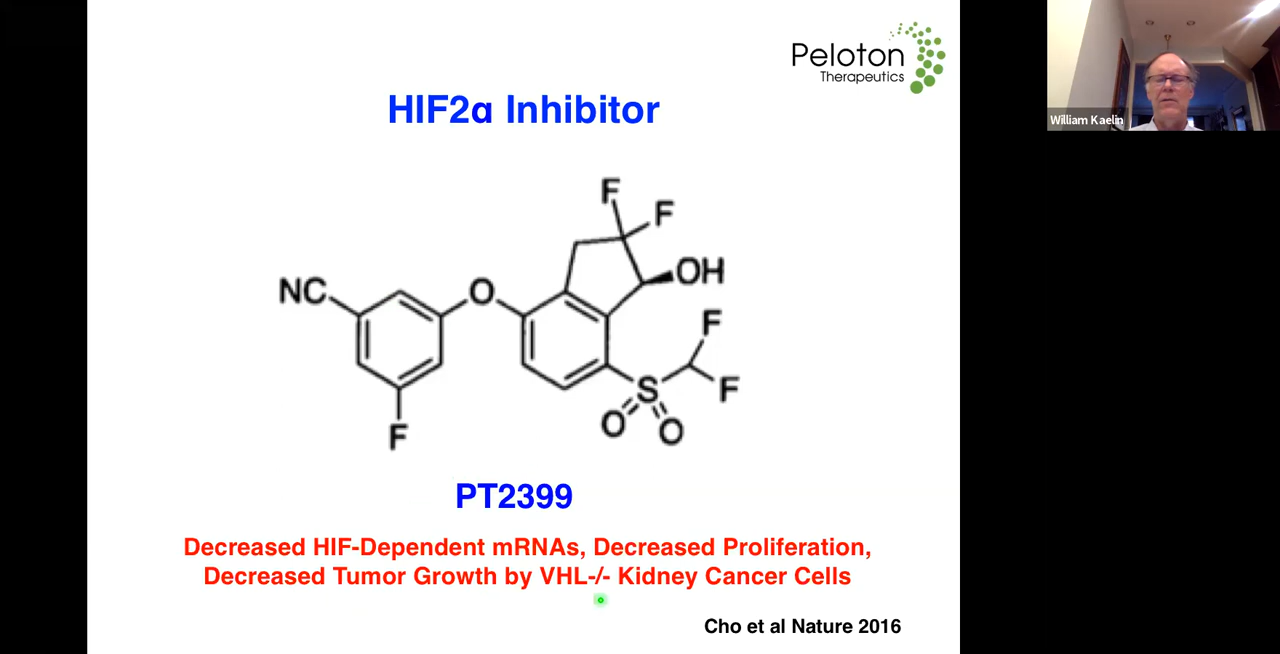 Peloton
Therapeutics
William Kaelin
HIF2α Inhibitor
F
F
NC
O
OH
F
F
S
O
O
F
PT2399
Decreased HIF-Dependent mRNAs, Decreased Proliferation,
Decreased Tumor Growth by VHL-/- Kidney Cancer Cells
Cho et al Nature 2016